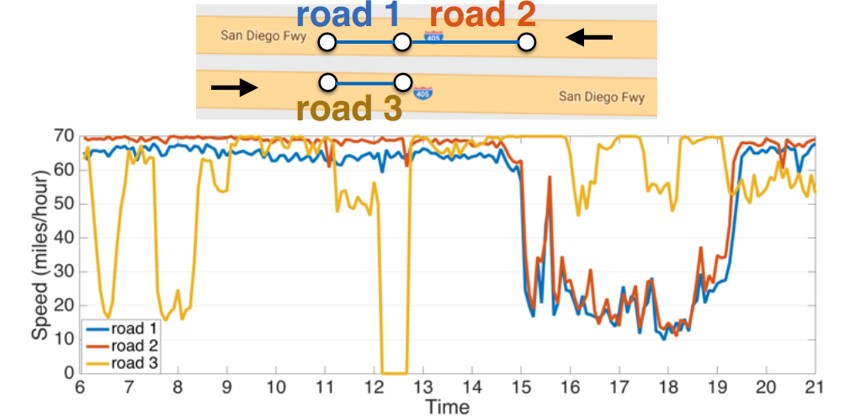 road 1 road 2
San Diego Fwy
405
405
San Diego Fwy
road 3
70
60
50
40
30
20
10
0
Speed (miles/hour)
road 1
road 2
road 3
6 7 8 9 10 11 12 13 14 15 16 17 18 19 20 21
Time